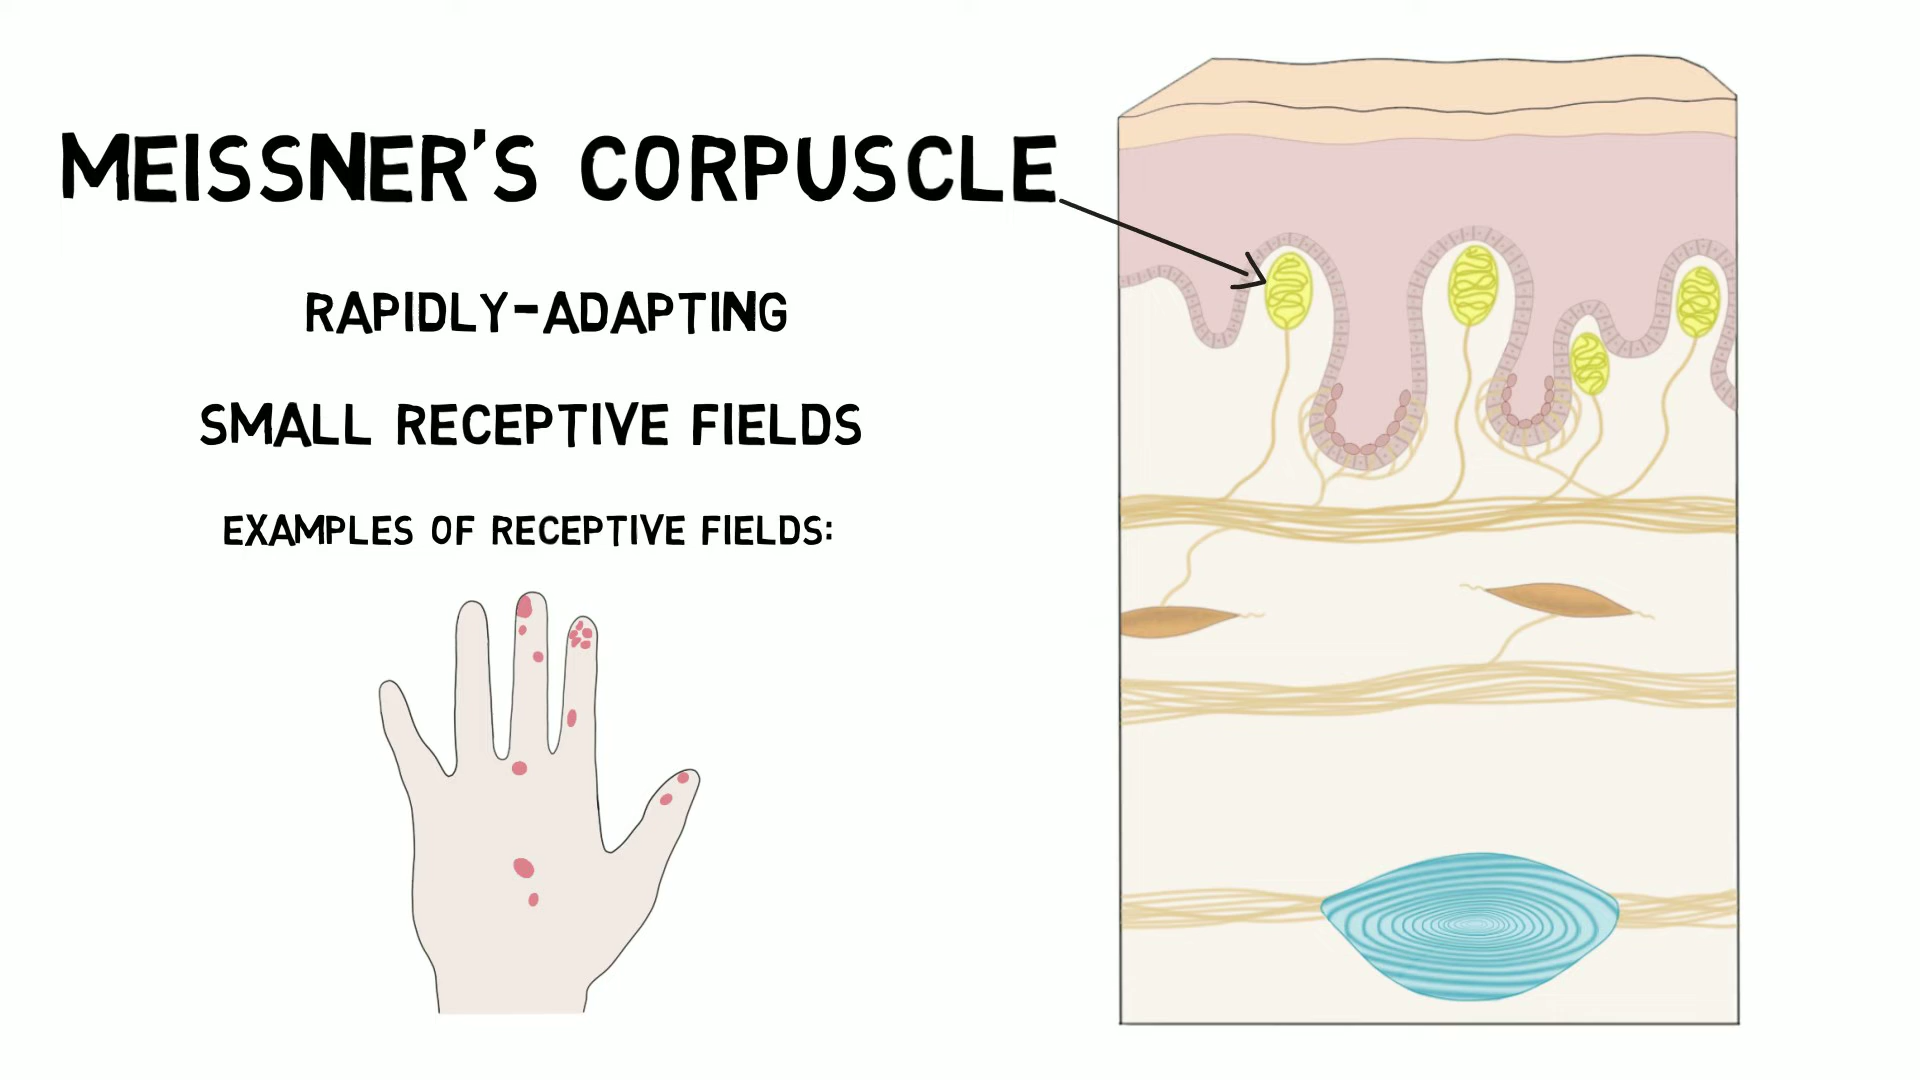 MEISSNER'S CORPUSCLE
RAPIDLY-ADAPTING
SMALL RECEPTIVE FIELDS
EXAMPLES OF RECEPTIVE FIELDS: